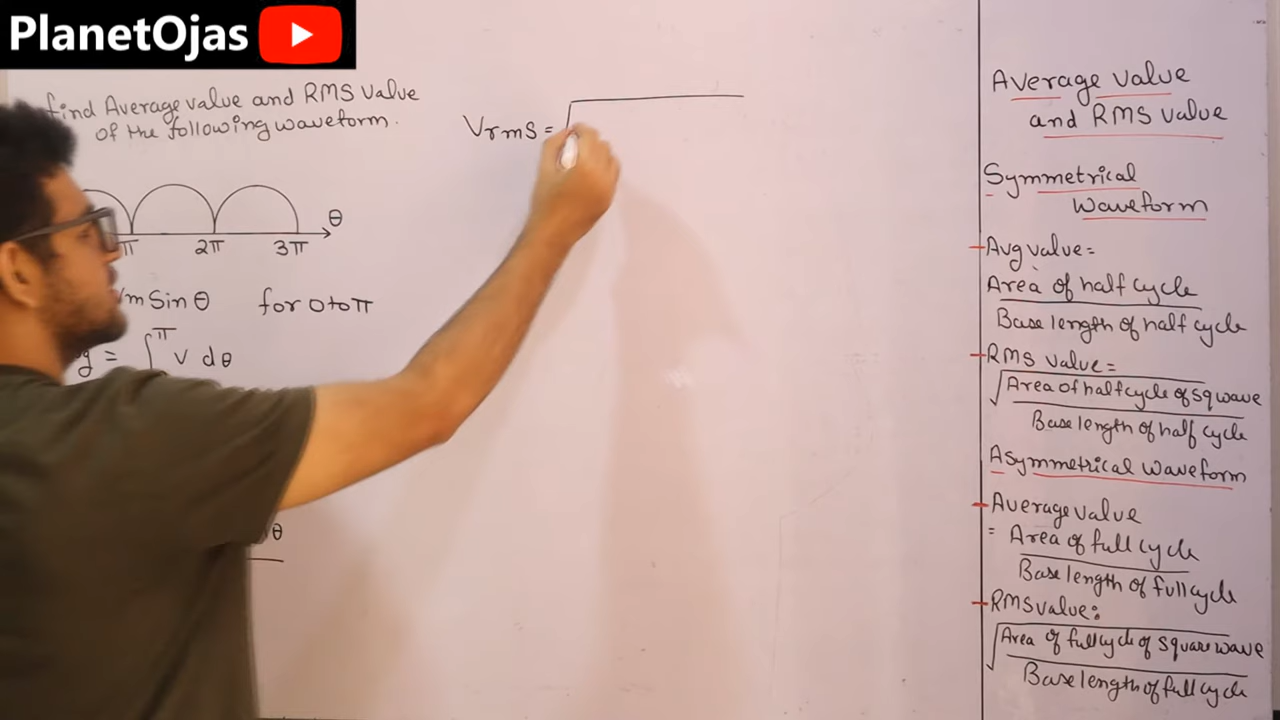 PlanetOjas
find Average value and RMS value
of the following waveform.
θ
π 2π 3π
Vm Sin θ for 0 to π
= ∫ π v dθ
θ
Vrms =
Average value
and RMS value
Symmetrical
Waveform
Avg value =
Area of half cycle
Base length of half cycle
RMS value =
√ Area of half cycle of sq wave
Base length of half cycle
Asymmetrical waveform
Average value
= Area of full cycle
Base length of full cycle
RMS value :
√ Area of full cycle of square wave
Base length of full cycle